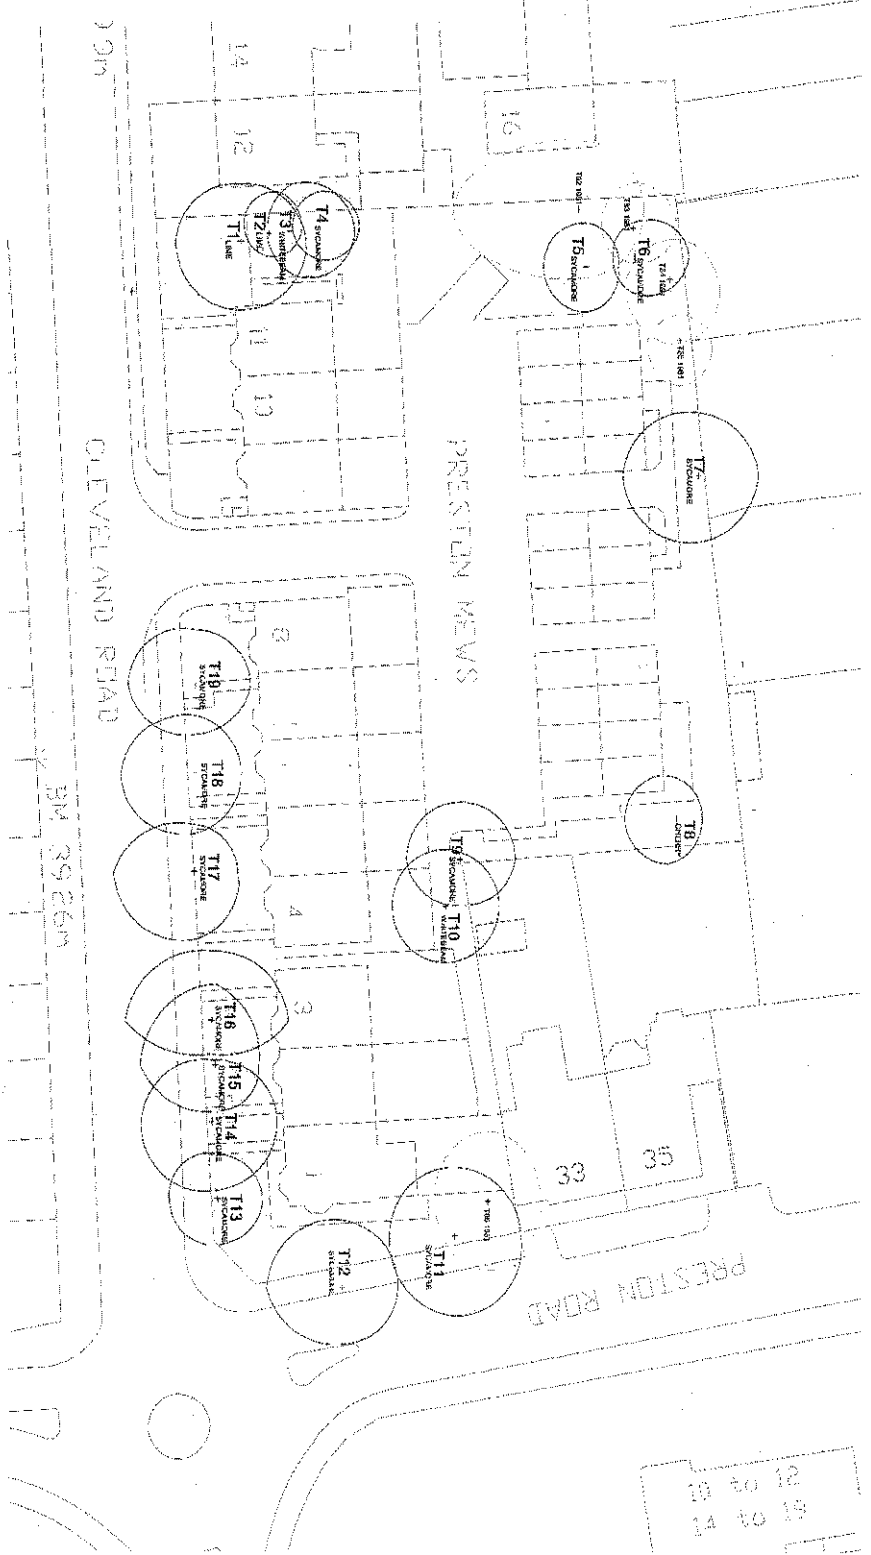 14
12
16
T1
LIME
T2 LIME
T3 WHITEBEAM
T4 SYCAMORE
T5
SYCAMORE
T6
SYCAMORE
11
10
T7
SYCAMORE
CLEVELAND ROAD
PRESTON MEWS
8
T19
SYCAMORE
T18
SYCAMORE
T17
SYCAMORE
T8
CHERRY
T9
SYCAMORE
T10
WHITEBEAM
4
3
T16
SYCAMORE
T15
SYCAMORE
T14
SYCAMORE
T13
SYCAMORE
1
T12
SYCAMORE
T11
SYCAMORE
33
35
PRESTON ROAD
10 to 12
14 to 19